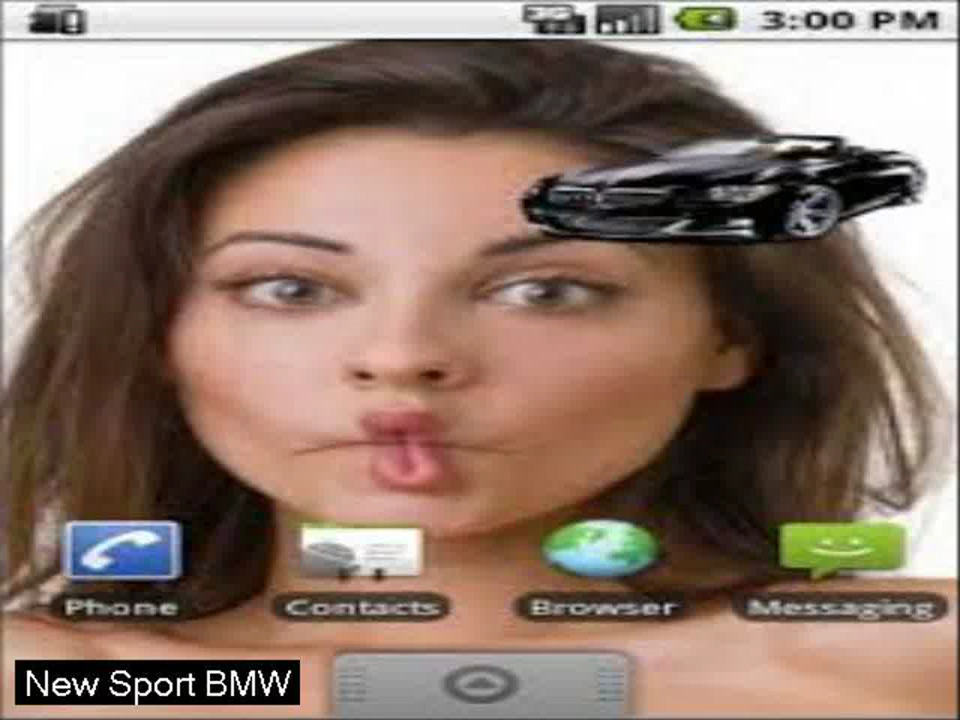 3:00 PM
Phone
Contacts
Browser
Messaging
New Sport BMW